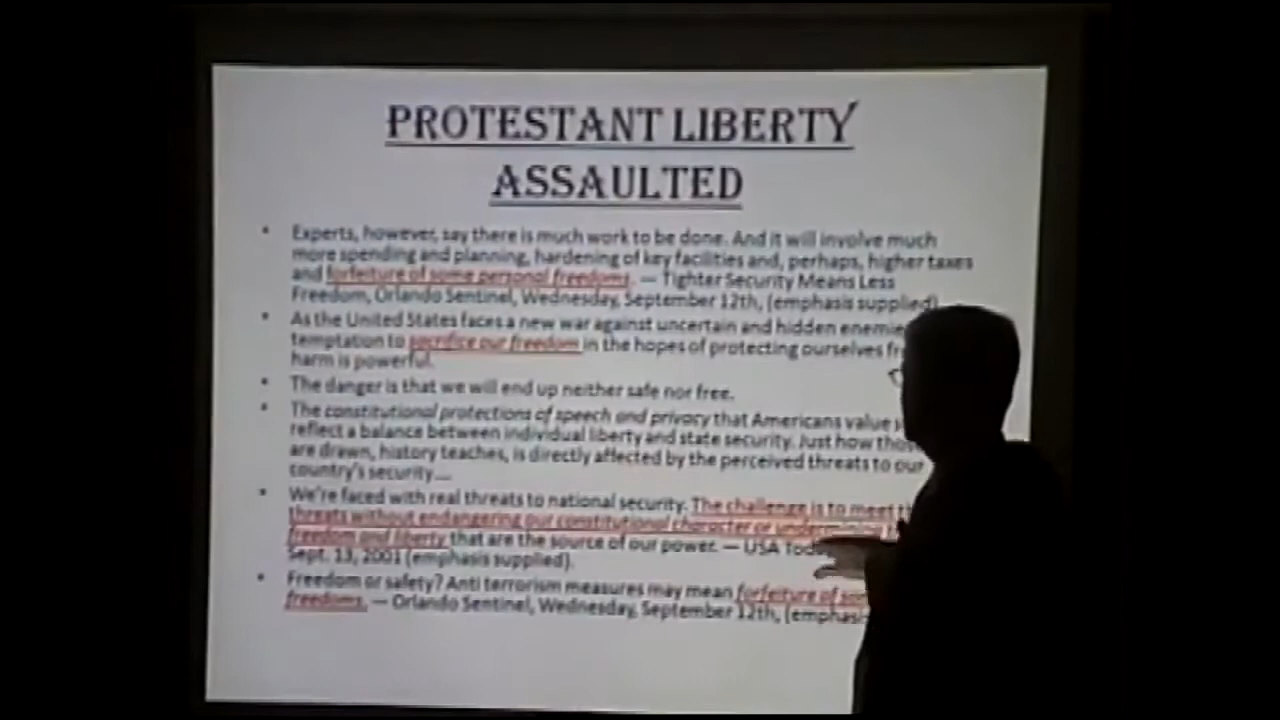 PROTESTANT LIBERTY
ASSAULTED
• Experts, however, say there is much work to be done. And it will involve much
more spending and planning, hardening of key facilities and, perhaps, higher taxes
and forfeiture of some personal freedoms. — Tighter Security Means Less
Freedom, Orlando Sentinel, Wednesday, September 12th, (emphasis supplied)
• As the United States faces a new war against uncertain and hidden enemie
temptation to sacrifice our freedom in the hopes of protecting ourselves fr
harm is powerful.
• The danger is that we will end up neither safe nor free.
• The constitutional protections of speech and privacy that Americans value
reflect a balance between individual liberty and state security. Just how thos
are drawn, history teaches, is directly affected by the perceived threats to our
country's security....
• We're faced with real threats to national security. The challenge is to meet th
threats without endangering our constitutional character or undermining
freedom and liberty that are the source of our power. — USA Toda
Sept. 13, 2001 (emphasis supplied).
• Freedom or safety? Anti terrorism measures may mean forfeiture of som
freedoms. — Orlando Sentinel, Wednesday, September 12th, (emphasis